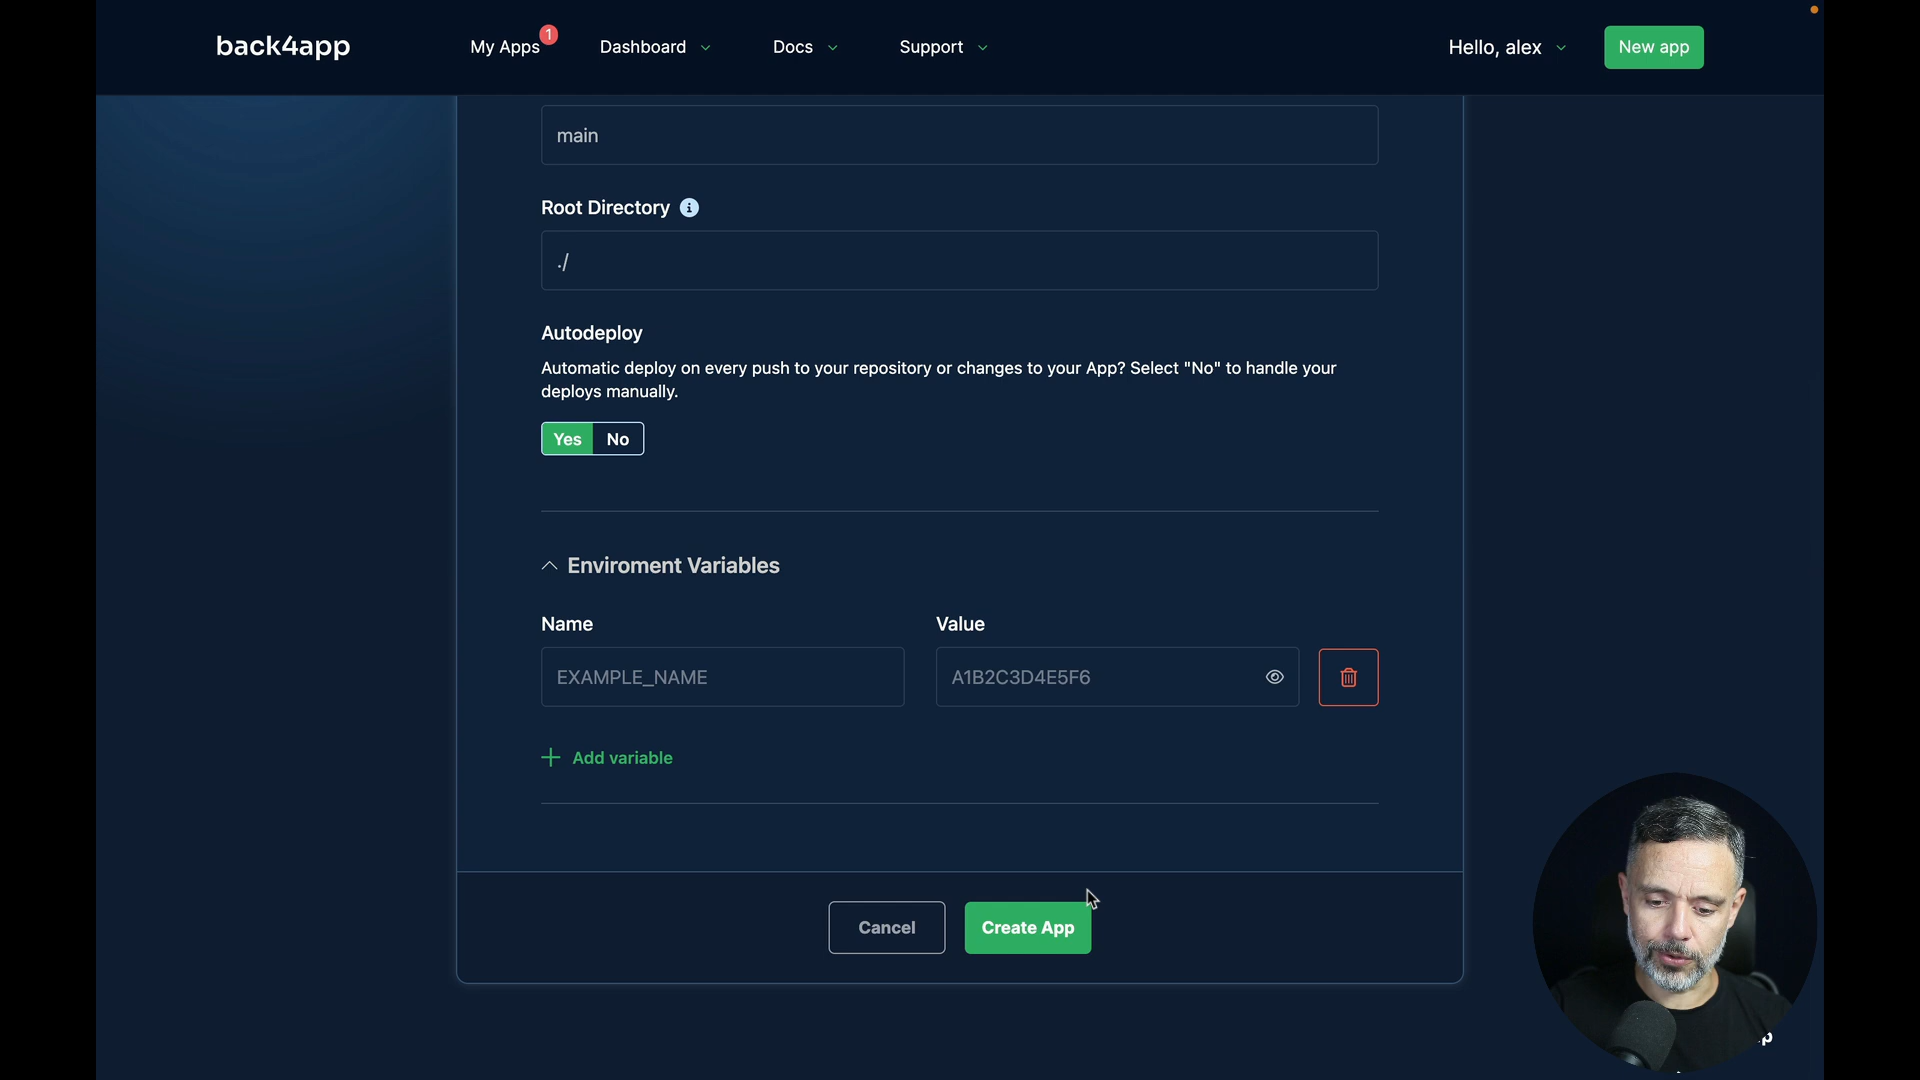 back4app
My Apps
1
Dashboard
Docs
Support
Hello, alex
New app
main
Root Directory
./
Autodeploy
Automatic deploy on every push to your repository or changes to your App? Select "No" to handle your
deploys manually.
Yes
No
Enviroment Variables
Name
Value
EXAMPLE_NAME
A1B2C3D4E5F6
Add variable
Cancel
Create App